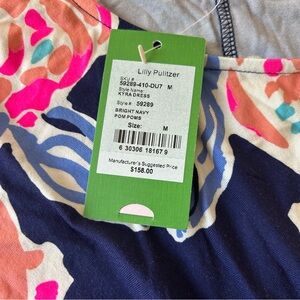 Lilly Pulitzer
SKU #
59289-410-DU7 M
Style Name:
KYRA DRESS
Style # 59289
BRIGHT NAVY
POM POMS
Size: M
6 30306 18167 9
Manufacturer's Suggested Price
$158.00